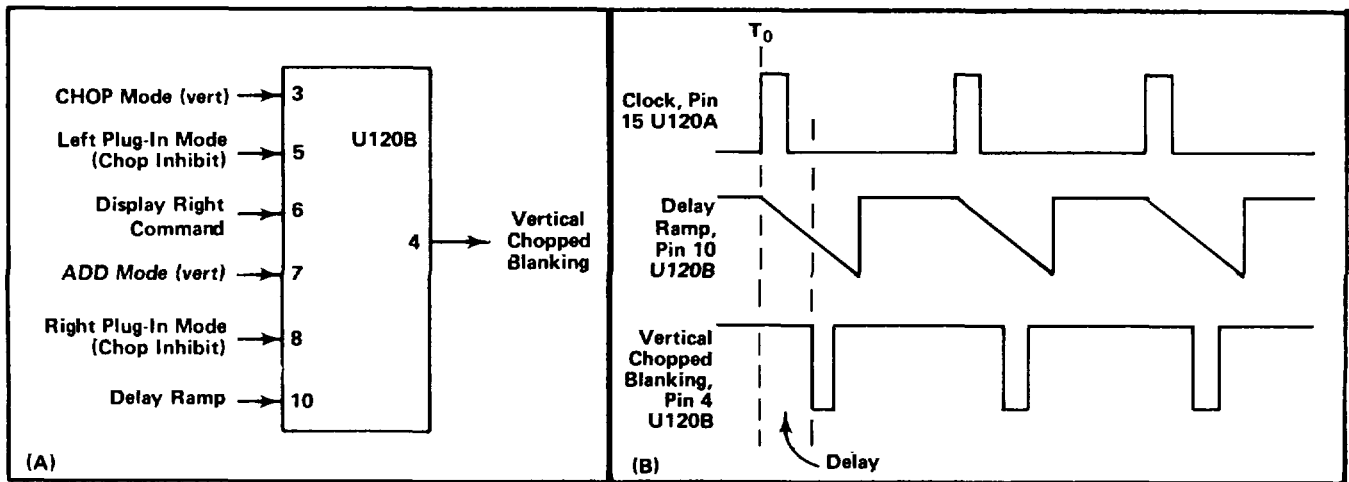 CHOP Mode (vert)
3
Left Plug-In Mode
(Chop Inhibit)
5
U120B
Display Right
Command
6
4
Vertical
Chopped
Blanking
ADD Mode (vert)
7
Right Plug-In Mode
(Chop Inhibit)
8
Delay Ramp
10
(A)
T0
Clock, Pin
15 U120A
Delay
Ramp,
Pin 10
U120B
Vertical
Chopped
Blanking,
Pin 4
U120B
Delay
(B)